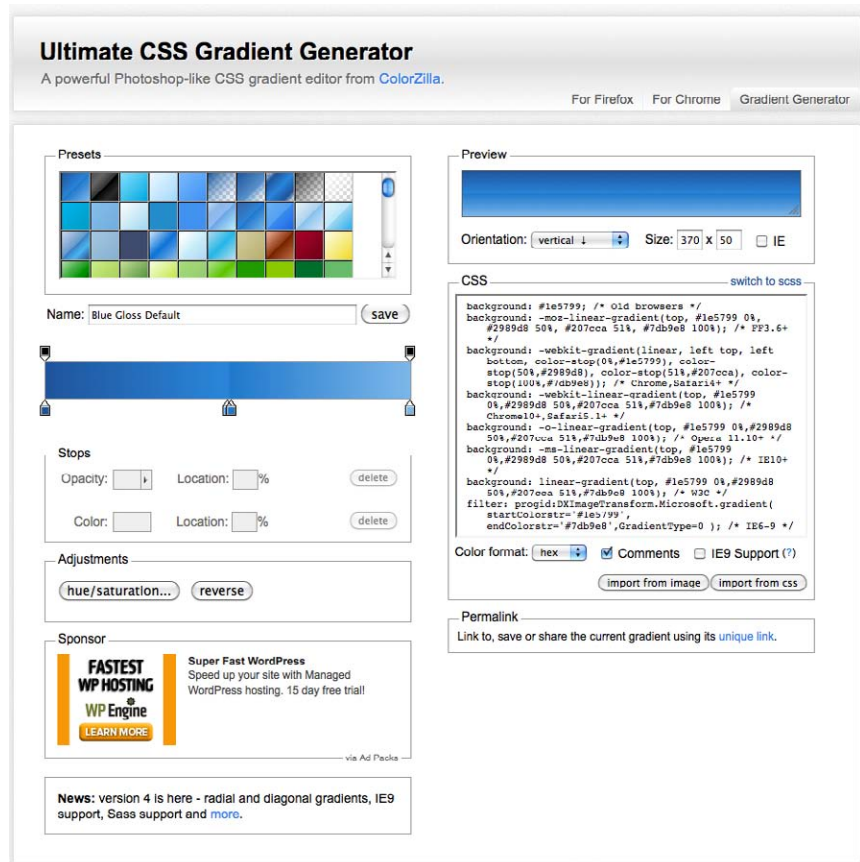 Ultimate CSS Gradient Generator
A powerful Photoshop-like CSS gradient editor from ColorZilla.
For Firefox For Chrome Gradient Generator
Presets
Name: Blue Gloss Default save
Stops
Opacity: Location: % delete
Color: Location: % delete
Adjustments
hue/saturation... reverse
Sponsor
FASTEST
WP HOSTING
WP Engine
LEARN MORE
Super Fast WordPress
Speed up your site with Managed
WordPress hosting. 15 day free trial!
via Ad Packs
News: version 4 is here - radial and diagonal gradients, IE9
support, Sass support and more.
Preview
Orientation: vertical ↓ Size: 370 x 50 IE
CSS switch to scss
background: #1e5799; /* Old browsers */
background: -moz-linear-gradient(top, #1e5799 0%,
#2989d8 50%, #207cca 51%, #7db9e8 100%); /* FF3.6+
*/
background: -webkit-gradient(linear, left top, left
bottom, color-stop(0%,#1e5799), color-
stop(50%,#2989d8), color-stop(51%,#207cca), color-
stop(100%,#7db9e8)); /* Chrome,Safari4+ */
background: -webkit-linear-gradient(top, #1e5799
0%,#2989d8 50%,#207cca 51%,#7db9e8 100%); /*
Chrome10+,Safari5.1+ */
background: -o-linear-gradient(top, #1e5799 0%,#2989d8
50%,#207cca 51%,#7db9e8 100%); /* Opera 11.10+ */
background: -ms-linear-gradient(top, #1e5799
0%,#2989d8 50%,#207cca 51%,#7db9e8 100%); /* IE10+
*/
background: linear-gradient(top, #1e5799 0%,#2989d8
50%,#207cca 51%,#7db9e8 100%); /* W3C */
filter: progid:DXImageTransform.Microsoft.gradient(
startColorstr='#1e5799',
endColorstr='#7db9e8',GradientType=0 ); /* IE6-9 */
Color format: hex Comments IE9 Support (?)
import from image import from css
Permalink
Link to, save or share the current gradient using its unique link.